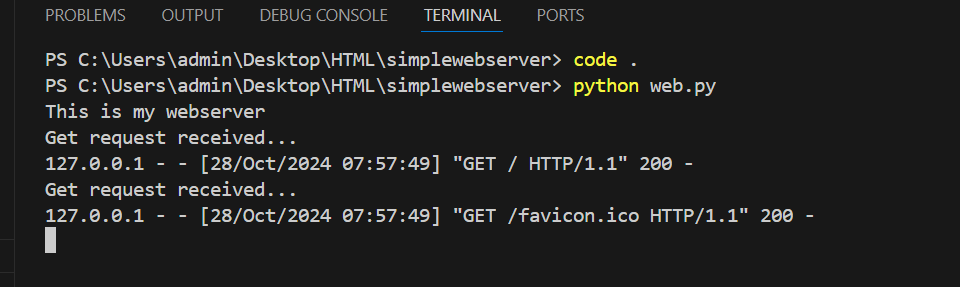 PROBLEMS OUTPUT DEBUG CONSOLE TERMINAL PORTS
PS C:\Users\admin\Desktop\HTML\simplewebserver> code .
PS C:\Users\admin\Desktop\HTML\simplewebserver> python web.py
This is my webserver
Get request received...
127.0.0.1 - - [28/Oct/2024 07:57:49] "GET / HTTP/1.1" 200 -
Get request received...
127.0.0.1 - - [28/Oct/2024 07:57:49] "GET /favicon.ico HTTP/1.1" 200 -